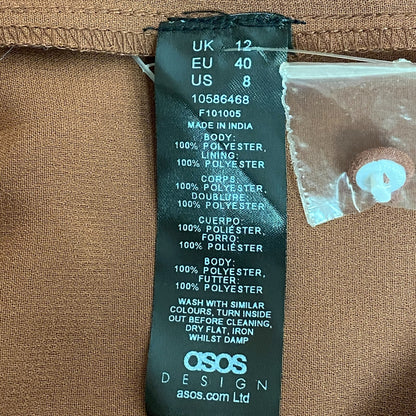 UK 12
EU 40
US 8
10586468
F101005
MADE IN INDIA
BODY:
100% POLYESTER,
LINING:
100% POLYESTER
CORPS:
100% POLYESTER,
DOUBLURE:
100% POLYESTER
CUERPO:
100% POLIÉSTER,
FORRO:
100% POLIÉSTER
BODY:
100% POLYESTER,
FUTTER:
100% POLYESTER
WASH WITH SIMILAR
COLOURS, TURN INSIDE
OUT BEFORE CLEANING,
DRY FLAT, IRON
WHILST DAMP
asos
DESIGN
asos.com Ltd